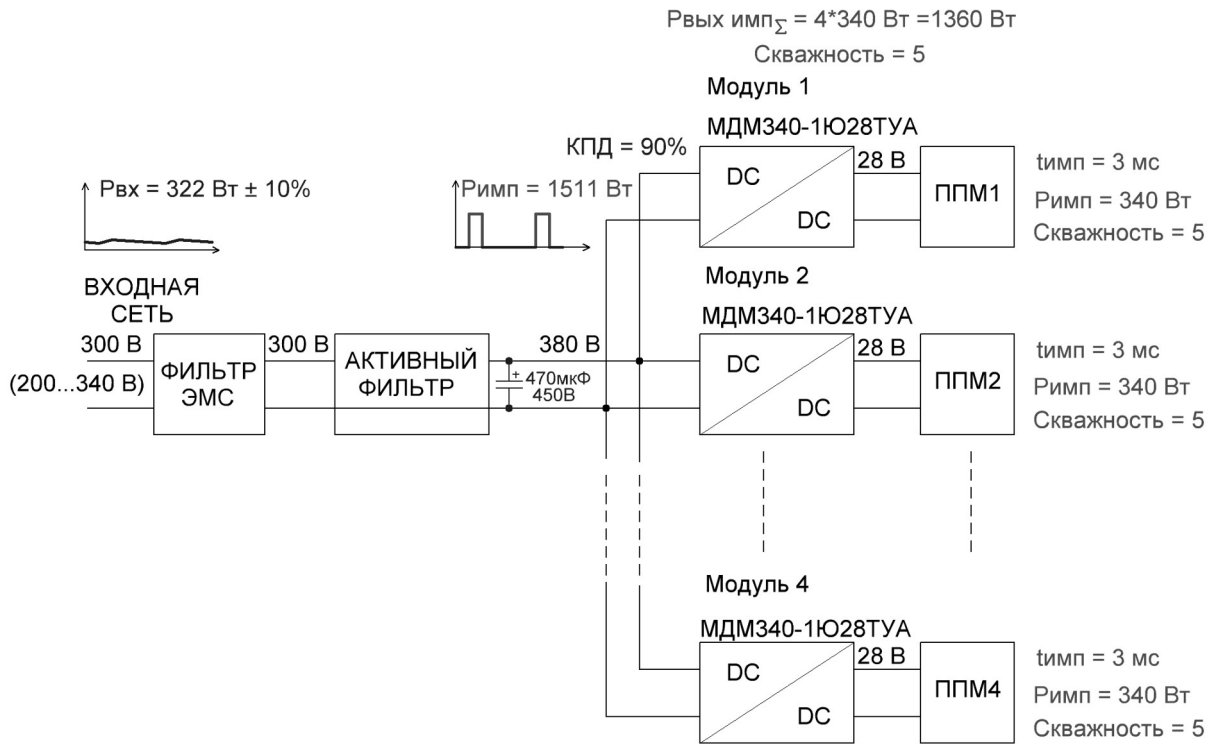 Рвых имп Σ = 4*340 Вт =1360 Вт
Скважность = 5
Модуль 1
МДМ340-1Ю28ТУА
КПД = 90%
DC
DC
28 В
ППМ1
tимп = 3 мс
Римп = 340 Вт
Скважность = 5
Рвх = 322 Вт ± 10%
Римп = 1511 Вт
Модуль 2
МДМ340-1Ю28ТУА
ВХОДНАЯ
СЕТЬ
300 В
(200...340 В)
ФИЛЬТР
ЭМС
300 В
АКТИВНЫЙ
ФИЛЬТР
+ 470мкФ
450В
380 В
DC
DC
28 В
ППМ2
tимп = 3 мс
Римп = 340 Вт
Скважность = 5
Модуль 4
МДМ340-1Ю28ТУА
DC
DC
28 В
ППМ4
tимп = 3 мс
Римп = 340 Вт
Скважность = 5